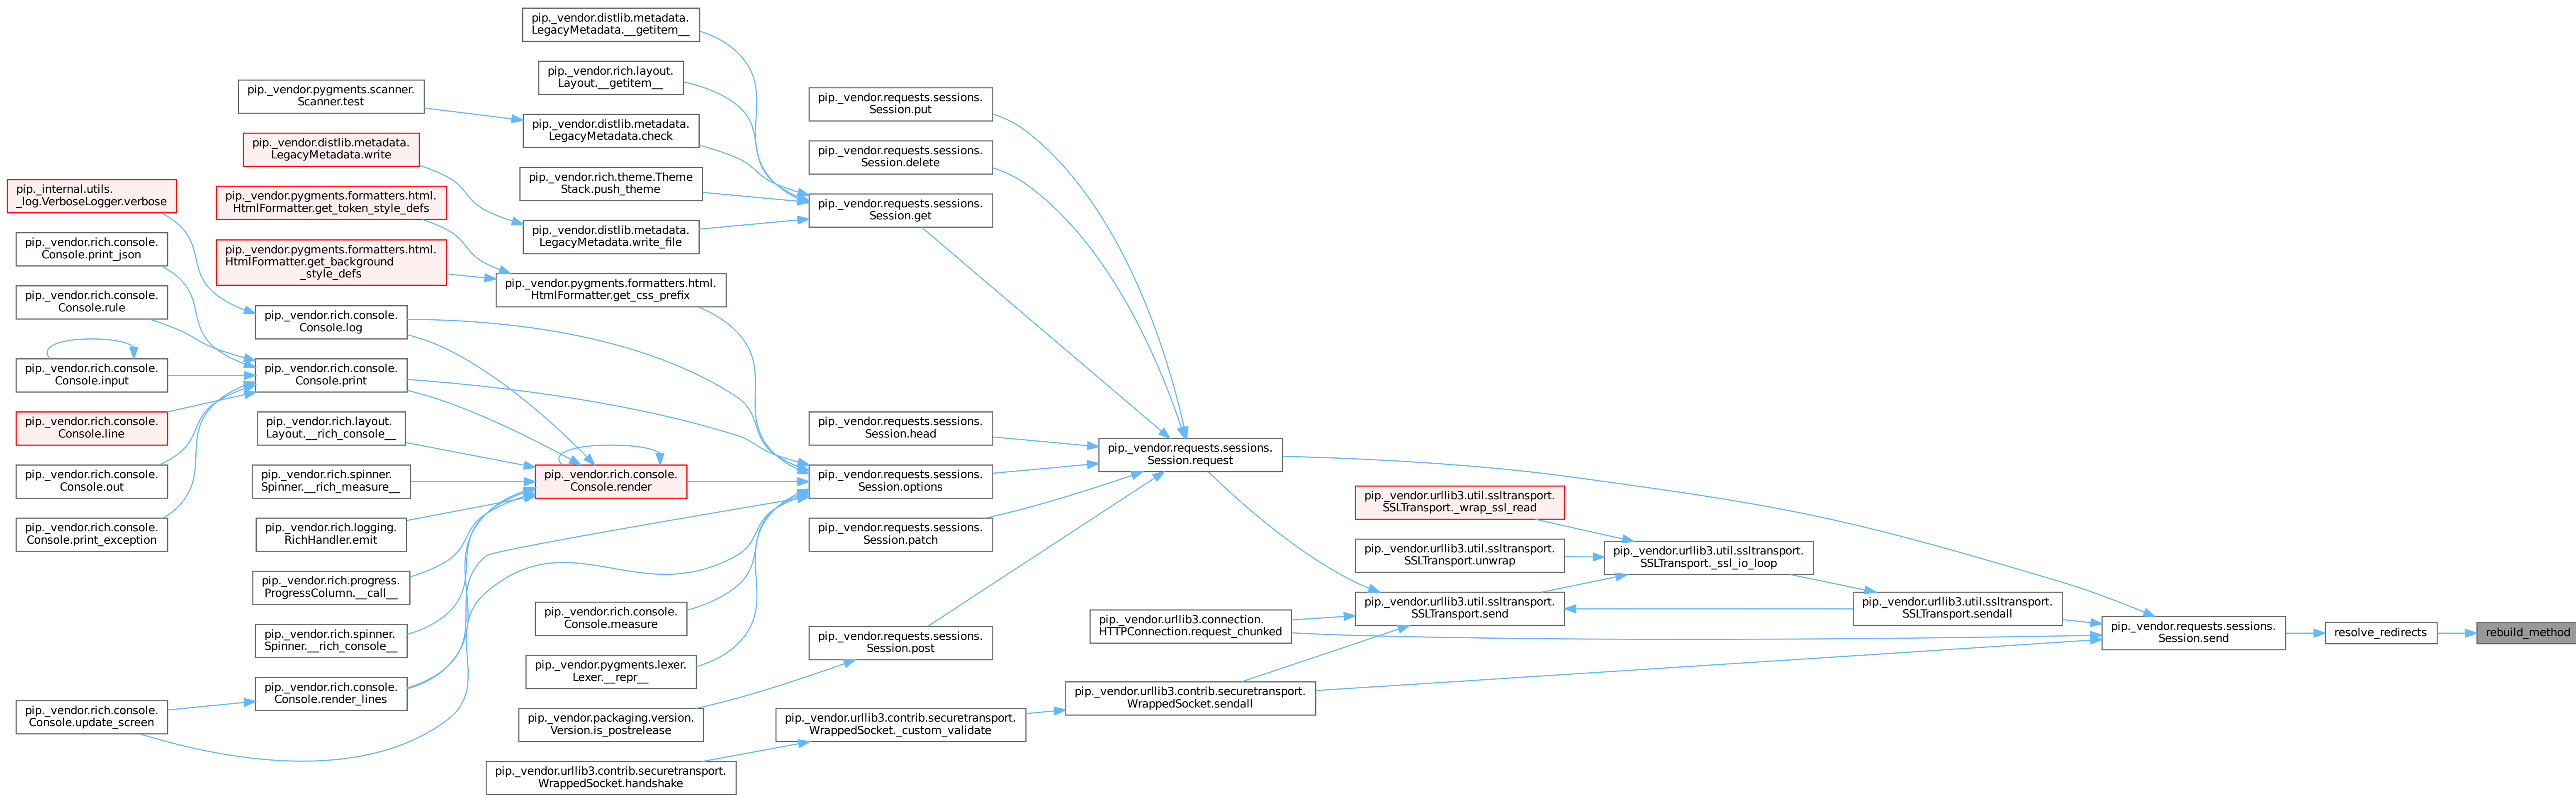 pip._vendor.distlib.metadata.
LegacyMetadata.__getitem__
pip._vendor.rich.layout.
Layout.__getitem__
pip._vendor.pygments.scanner.
Scanner.test
pip._vendor.distlib.metadata.
LegacyMetadata.check
pip._vendor.requests.sessions.
Session.put
pip._vendor.distlib.metadata.
LegacyMetadata.write
pip._vendor.requests.sessions.
Session.delete
pip._internal.utils.
_log.VerboseLogger.verbose
pip._vendor.pygments.formatters.html.
HtmlFormatter.get_token_style_defs
pip._vendor.rich.theme.Theme
Stack.push_theme
pip._vendor.requests.sessions.
Session.get
pip._vendor.rich.console.
Console.print_json
pip._vendor.pygments.formatters.html.
HtmlFormatter.get_background
_style_defs
pip._vendor.distlib.metadata.
LegacyMetadata.write_file
pip._vendor.rich.console.
Console.rule
pip._vendor.rich.console.
Console.log
pip._vendor.pygments.formatters.html.
HtmlFormatter.get_css_prefix
pip._vendor.rich.console.
Console.input
pip._vendor.rich.console.
Console.print
pip._vendor.rich.console.
Console.line
pip._vendor.rich.layout.
Layout.__rich_console__
pip._vendor.requests.sessions.
Session.head
pip._vendor.requests.sessions.
Session.request
pip._vendor.rich.console.
Console.out
pip._vendor.rich.spinner.
Spinner.__rich_measure__
pip._vendor.rich.console.
Console.render
pip._vendor.requests.sessions.
Session.options
pip._vendor.urllib3.util.ssltransport.
SSLTransport._wrap_ssl_read
pip._vendor.rich.console.
Console.print_exception
pip._vendor.rich.logging.
RichHandler.emit
pip._vendor.requests.sessions.
Session.patch
pip._vendor.urllib3.util.ssltransport.
SSLTransport.unwrap
pip._vendor.urllib3.util.ssltransport.
SSLTransport._ssl_io_loop
pip._vendor.rich.progress.
ProgressColumn.__call__
pip._vendor.rich.console.
Console.measure
pip._vendor.urllib3.connection.
HTTPConnection.request_chunked
pip._vendor.urllib3.util.ssltransport.
SSLTransport.send
pip._vendor.urllib3.util.ssltransport.
SSLTransport.sendall
pip._vendor.rich.spinner.
Spinner.__rich_console__
pip._vendor.requests.sessions.
Session.post
pip._vendor.requests.sessions.
Session.send
resolve_redirects
rebuild_method
pip._vendor.pygments.lexer.
Lexer.__repr__
pip._vendor.rich.console.
Console.render_lines
pip._vendor.urllib3.contrib.securetransport.
WrappedSocket.sendall
pip._vendor.rich.console.
Console.update_screen
pip._vendor.packaging.version.
Version.is_postrelease
pip._vendor.urllib3.contrib.securetransport.
WrappedSocket._custom_validate
pip._vendor.urllib3.contrib.securetransport.
WrappedSocket.handshake